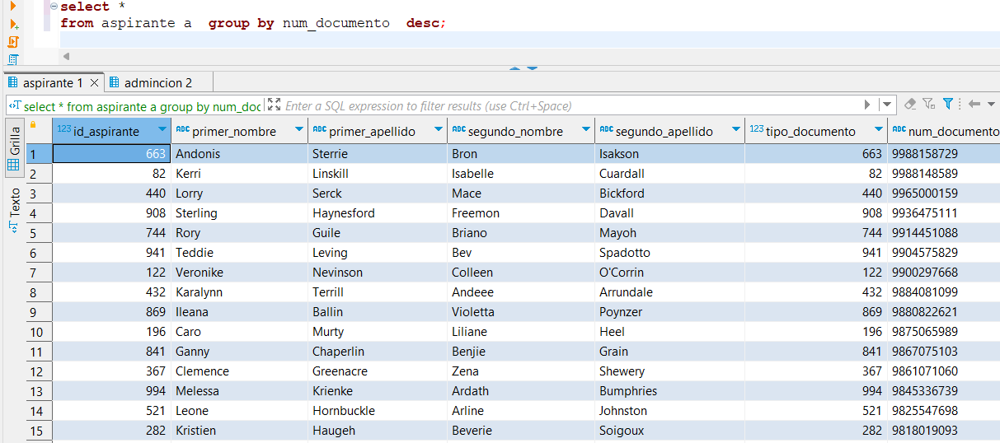 select *
from aspirante a  group by num_documento  desc;
aspirante 1 admincion 2
select * from aspirante a group by num_doc Enter a SQL expression to filter results (use Ctrl+Space)
Grilla
Texto
123 id_aspirante ABC primer_nombre ABC primer_apellido ABC segundo_nombre ABC segundo_apellido 123 tipo_documento ABC num_documento
1 663 Andonis Sterrie Bron Isakson 663 9988158729
2 82 Kerri Linskill Isabelle Cuardall 82 9988148589
3 440 Lorry Serck Mace Bickford 440 9965000159
4 908 Sterling Haynesford Freemon Davall 908 9936475111
5 744 Rory Guile Briano Mayoh 744 9914451088
6 941 Teddie Leving Bev Spadotto 941 9904575829
7 122 Veronike Nevinson Colleen O'Corrin 122 9900297668
8 432 Karalynn Terrill Andeee Arrundale 432 9884081099
9 869 Ileana Ballin Violetta Poynzer 869 9880822621
10 196 Caro Murty Liliane Heel 196 9875065989
11 841 Ganny Chaperlin Benjie Grain 841 9867075103
12 367 Clemence Greenacre Zena Shewery 367 9861071060
13 994 Melessa Krienke Ardath Bumphries 994 9845336739
14 521 Leone Hornbuckle Arline Johnston 521 9825547698
15 282 Kristien Haugeh Beverie Soigoux 282 9818019093